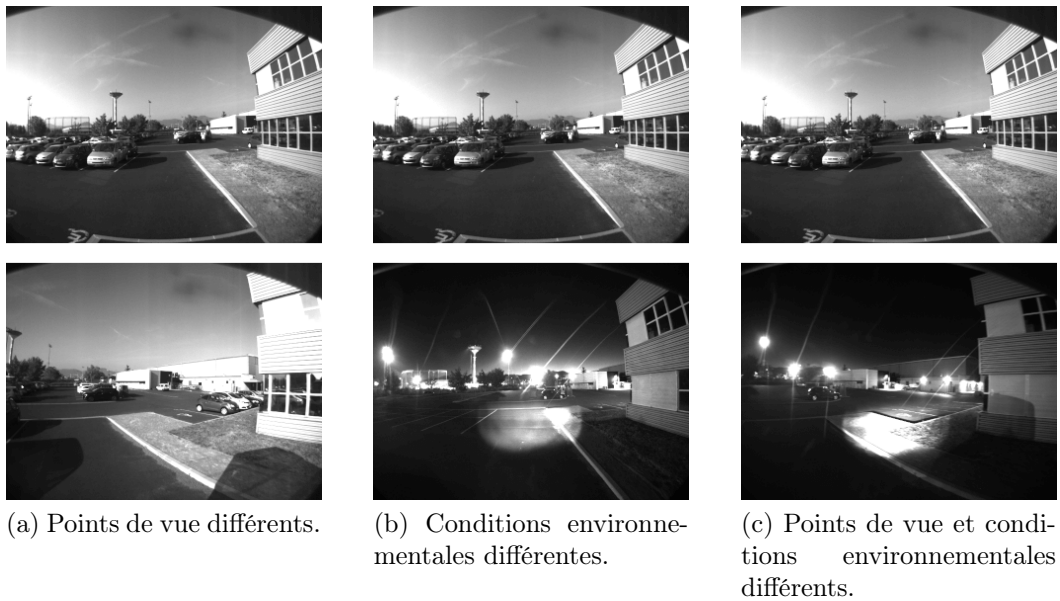 (a) Points de vue différents.
(b) Conditions environne-
mentales différentes.
(c) Points de vue et condi-
tions environnementales
différents.